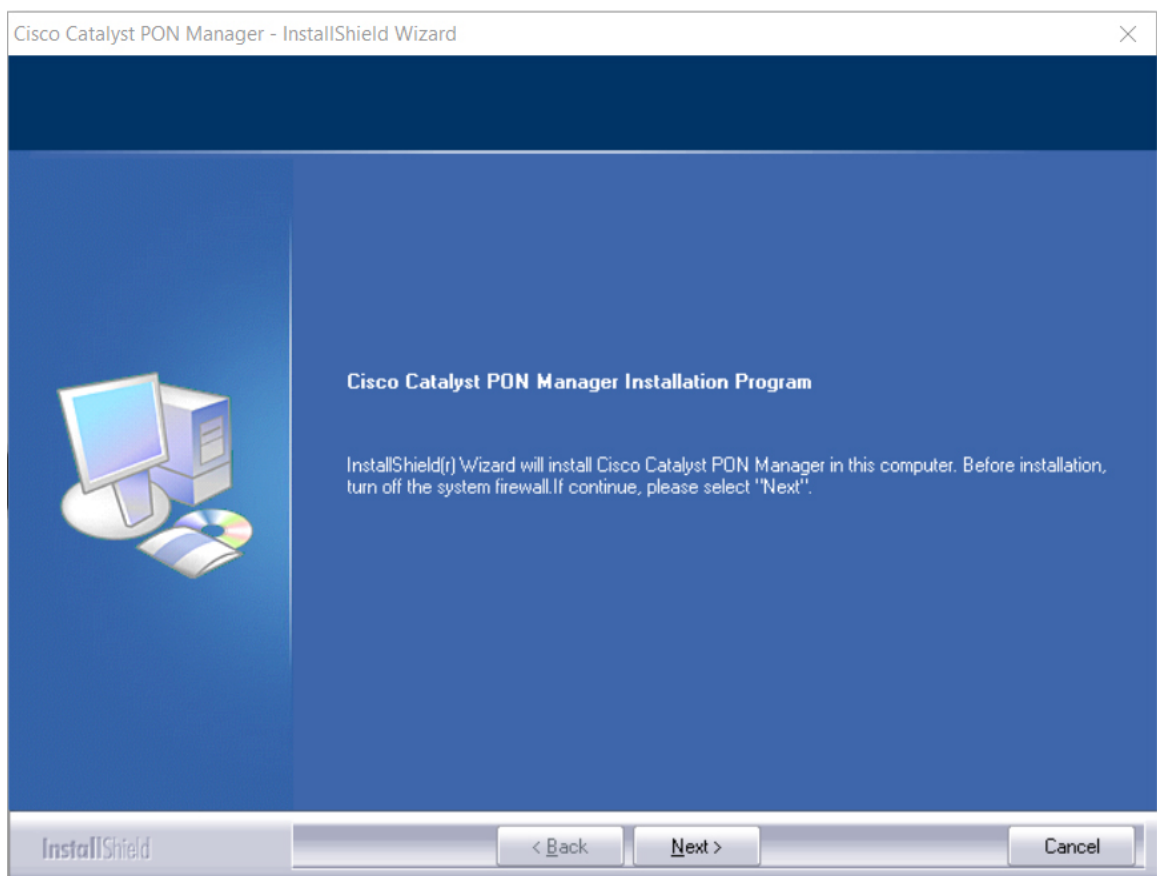 Cisco Catalyst PON Manager - InstallShield Wizard
Cisco Catalyst PON Manager Installation Program
InstallShield(r) Wizard will install Cisco Catalyst PON Manager in this computer. Before installation,
turn off the system firewall.If continue, please select "Next".
InstallShield
< Back
Next >
Cancel